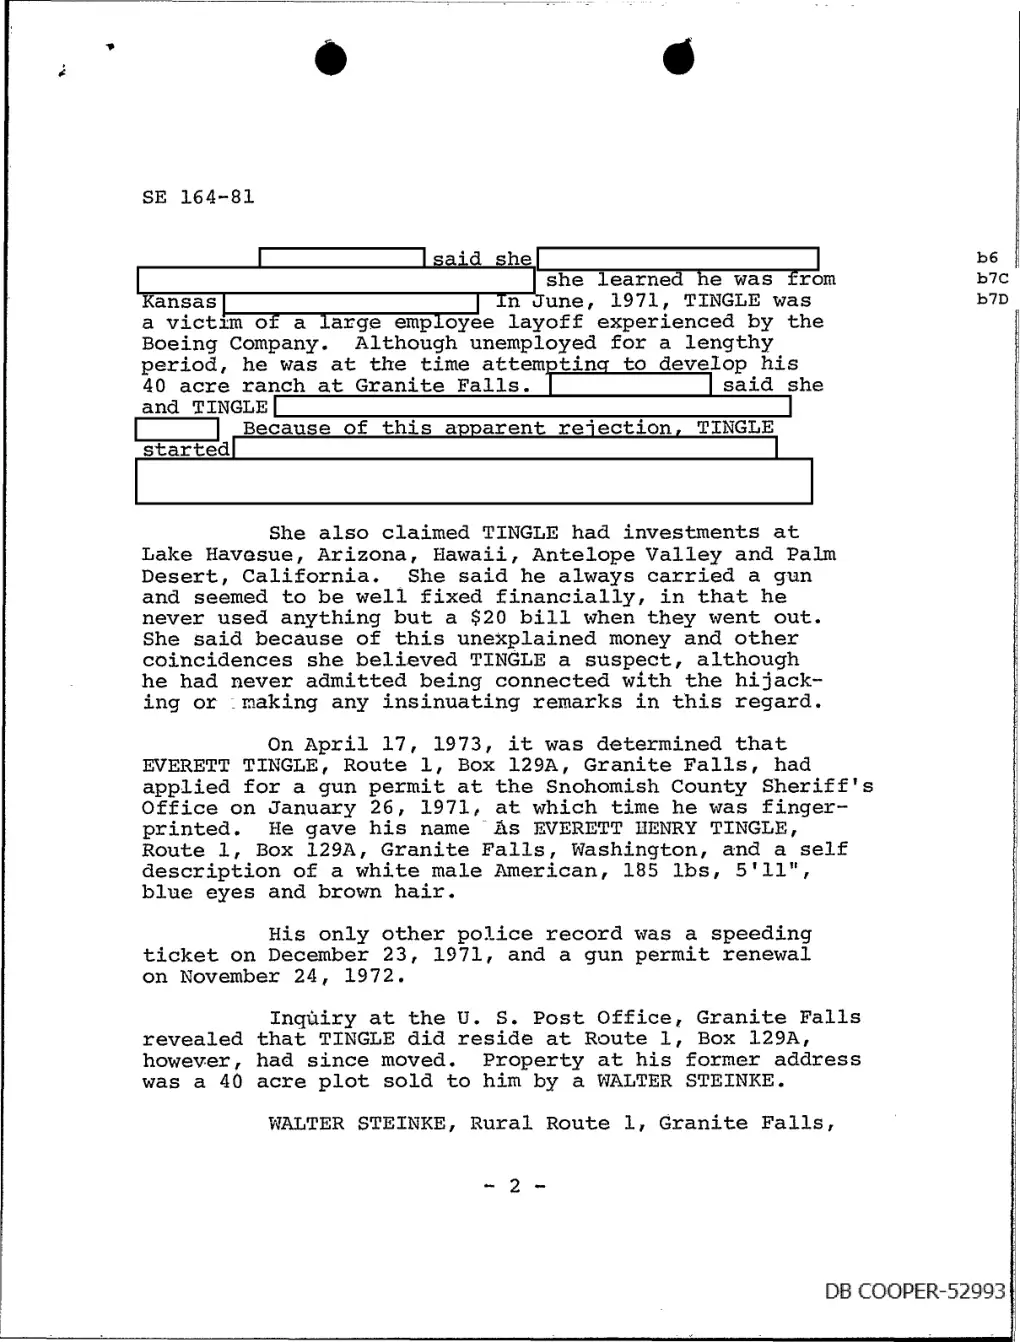 SE 164-81
said she
b6
she learned he was from
b7C
Kansas In June, 1971, TINGLE was
b7D
a victim of a large employee layoff experienced by the
Boeing Company. Although unemployed for a lengthy
period, he was at the time attempting to develop his
40 acre ranch at Granite Falls. said she
and TINGLE
Because of this apparent rejection, TINGLE
started
She also claimed TINGLE had investments at
Lake Havasue, Arizona, Hawaii, Antelope Valley and Palm
Desert, California. She said he always carried a gun
and seemed to be well fixed financially, in that he
never used anything but a $20 bill when they went out.
She said because of this unexplained money and other
coincidences she believed TINGLE a suspect, although
he had never admitted being connected with the hijack-
ing or making any insinuating remarks in this regard.
On April 17, 1973, it was determined that
EVERETT TINGLE, Route 1, Box 129A, Granite Falls, had
applied for a gun permit at the Snohomish County Sheriff's
Office on January 26, 1971, at which time he was finger-
printed. He gave his name As EVERETT HENRY TINGLE,
Route 1, Box 129A, Granite Falls, Washington, and a self
description of a white male American, 185 lbs, 5'11",
blue eyes and brown hair.
His only other police record was a speeding
ticket on December 23, 1971, and a gun permit renewal
on November 24, 1972.
Inquiry at the U. S. Post Office, Granite Falls
revealed that TINGLE did reside at Route 1, Box 129A,
however, had since moved. Property at his former address
was a 40 acre plot sold to him by a WALTER STEINKE.
WALTER STEINKE, Rural Route 1, Granite Falls,
- 2 -
DB COOPER-52993